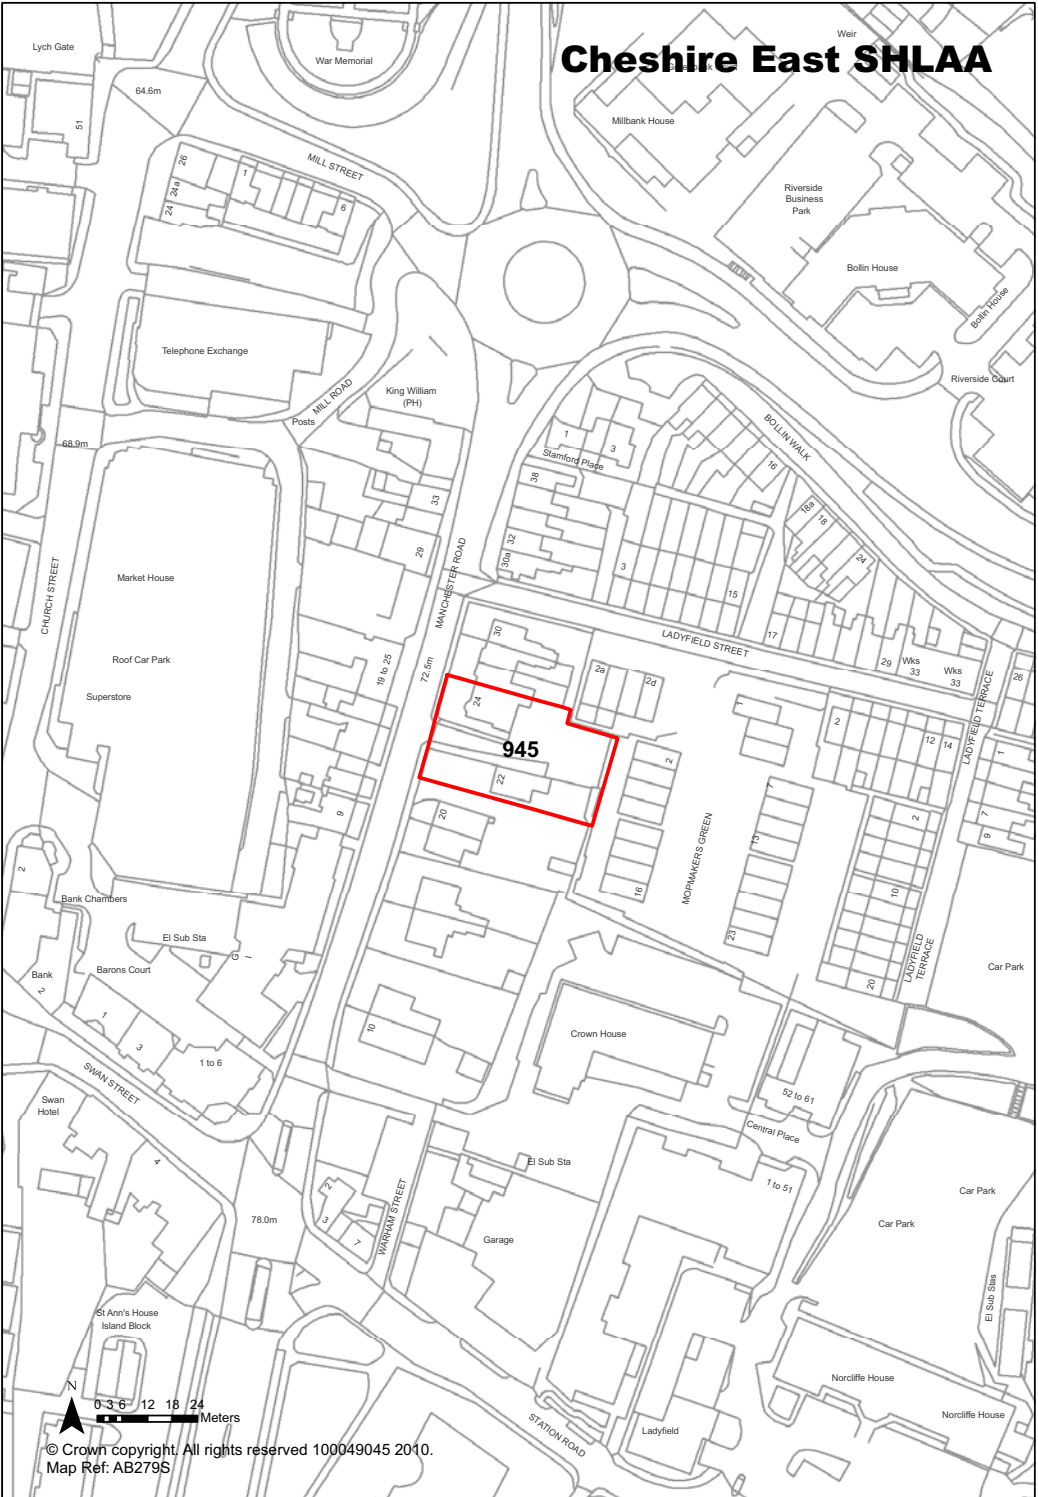 Cheshire East SHLAA
Lych Gate
War Memorial
Weir
64.6m
51
Millbank House
MILL STREET
26
24a
24
1
6
Riverside
Business
Park
Bollin House
Bollin House
Telephone Exchange
Riverside Court
MILL ROAD
Posts
King William
(PH)
68.9m
BOLLIN WALK
1
3
Stamford Place
16
38
33
18a
18
24
32
30a
29
3
15
MANCHESTER ROAD
CHURCH STREET
Market House
17
LADYFIELD STREET
30
Roof Car Park
19 to 25
72.5m
2a
2d
29
Wks
33
Wks
33
26
Superstore
24
1
2
12
14
LADYFIELD TERRACE
945
1
22
2
7
9
20
13
2
7
9
MOPMAKERS GREEN
2
16
10
Bank Chambers
23
El Sub Sta
G
LADYFIELD
TERRACE
Bank
2
Barons Court
Car Park
20
1
3
10
Crown House
1 to 6
SWAN STREET
52 to 61
Swan
Hotel
Central Place
4
El Sub Sta
1 to 51
Car Park
2
3
7
WARHAM STREET
78.0m
Car Park
Garage
El Sub Stas
St Ann's House
Island Block
Norcliffe House
Norcliffe House
STATION ROAD
Ladyfield
N
0 3 6 12 18 24
Meters
© Crown copyright. All rights reserved 100049045 2010.
Map Ref: AB279S